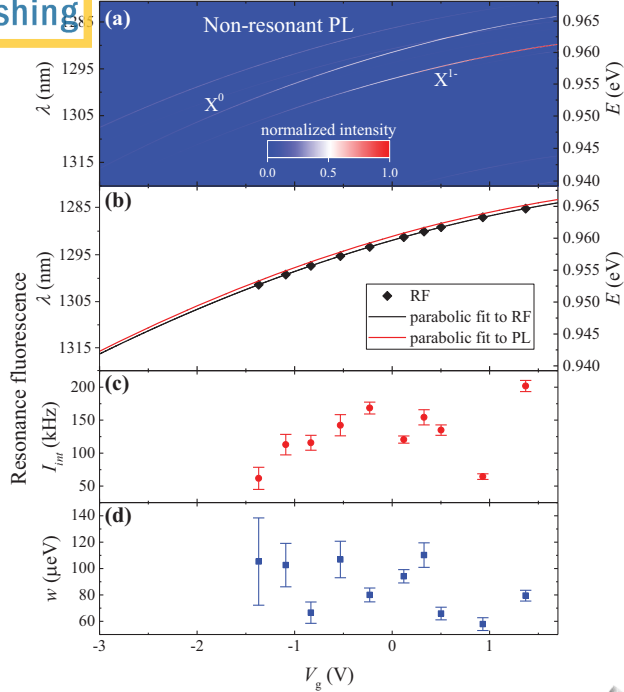 shing
(a)
Non-resonant PL
X⁰
X¹⁻
normalized intensity
0.0 0.5 1.0
λ (nm)
1285
1295
1305
1315
E (eV)
0.965
0.960
0.955
0.950
0.945
0.940
Resonance fluorescence
(b)
λ (nm)
1285
1295
1305
1315
E (eV)
0.965
0.960
0.955
0.950
0.945
0.940
RF
parabolic fit to RF
parabolic fit to PL
(c)
I_int (kHz)
200
150
100
50
(d)
w (µeV)
140
120
100
80
60
-3 -2 -1 0 1
V_g (V)